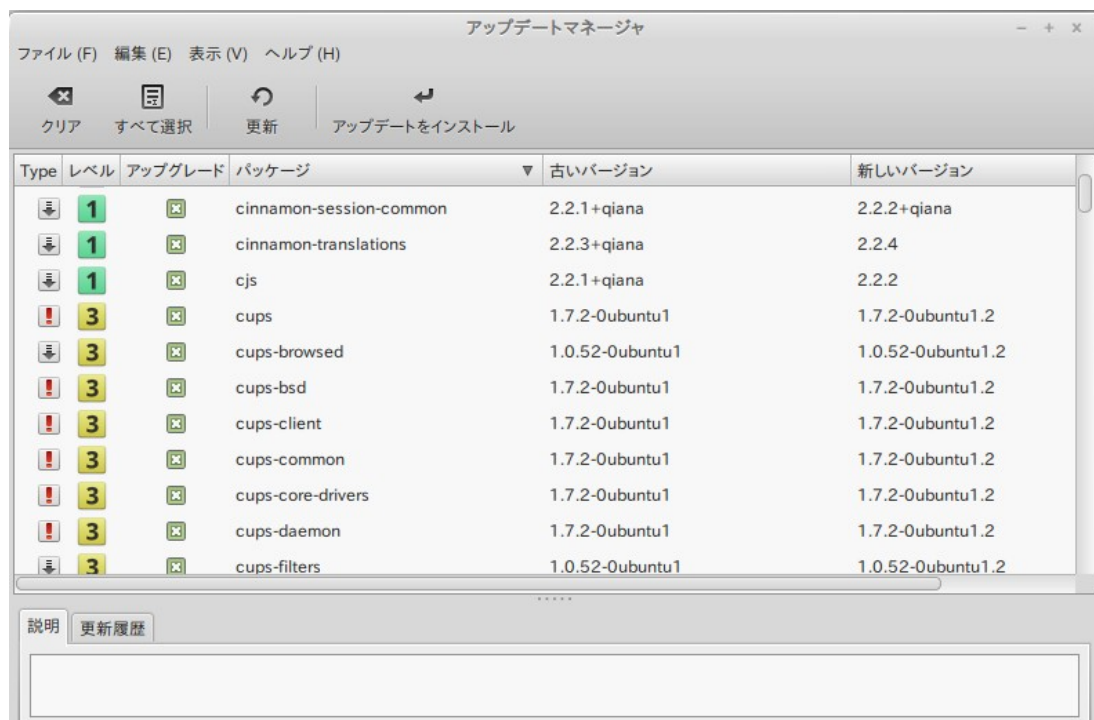 アップデートマネージャ
ファイル (F) 編集 (E) 表示 (V) ヘルプ (H)
クリア すべて選択 更新 アップデートをインストール
Type レベル アップグレード パッケージ 古いバージョン 新しいバージョン
1 cinnamon-session-common 2.2.1+qiana 2.2.2+qiana
1 cinnamon-translations 2.2.3+qiana 2.2.4
1 cjs 2.2.1+qiana 2.2.2
3 cups 1.7.2-0ubuntu1 1.7.2-0ubuntu1.2
3 cups-browsed 1.0.52-0ubuntu1 1.0.52-0ubuntu1.2
3 cups-bsd 1.7.2-0ubuntu1 1.7.2-0ubuntu1.2
3 cups-client 1.7.2-0ubuntu1 1.7.2-0ubuntu1.2
3 cups-common 1.7.2-0ubuntu1 1.7.2-0ubuntu1.2
3 cups-core-drivers 1.7.2-0ubuntu1 1.7.2-0ubuntu1.2
3 cups-daemon 1.7.2-0ubuntu1 1.7.2-0ubuntu1.2
3 cups-filters 1.0.52-0ubuntu1 1.0.52-0ubuntu1.2
説明 更新履歴